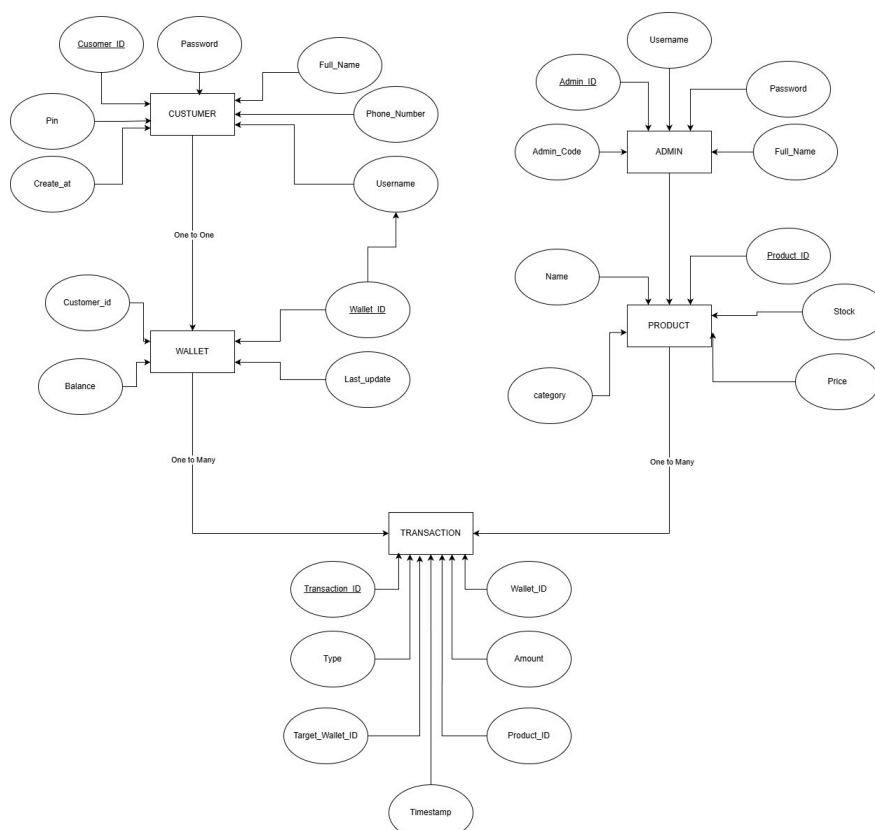 Cusomer_ID
Password
Full_Name
CUSTUMER
Pin
Phone_Number
Create_at
Username
One to One
Customer_id
Wallet_ID
WALLET
Balance
Last_update
One to Many
Username
Admin_ID
Password
Admin_Code
ADMIN
Full_Name
Name
Product_ID
PRODUCT
Stock
category
Price
One to Many
TRANSACTION
Transaction_ID
Wallet_ID
Type
Amount
Target_Wallet_ID
Product_ID
Timestamp